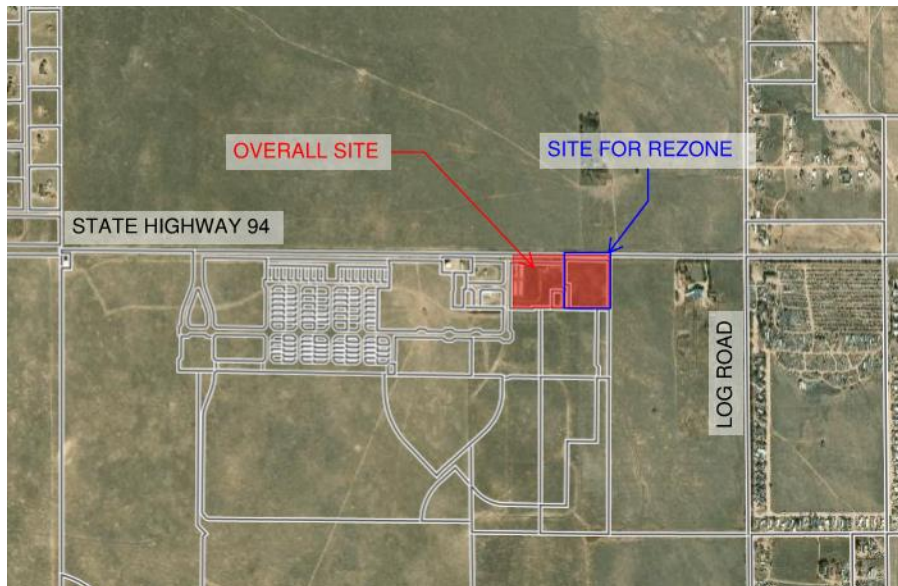 OVERALL SITE
SITE FOR REZONE
STATE HIGHWAY 94
LOG ROAD